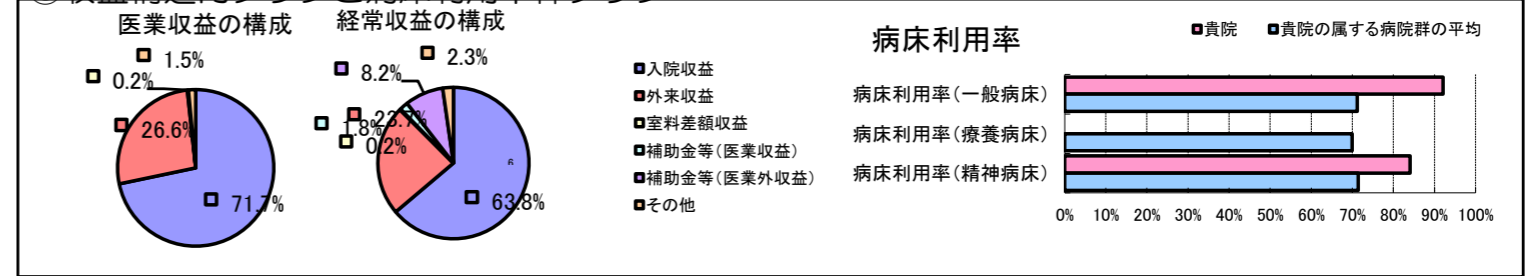 医業収益の構成
1.5%
0.2%
26.6%
71.7%
経常収益の構成
2.3%
8.2%
23.7%
1.8%
0.2%
6
63.8%
入院収益
外来収益
室料差額収益
補助金等(医業収益)
補助金等(医業外収益)
その他
病床利用率
貴院 貴院の属する病院群の平均
病床利用率(一般病床)
病床利用率(療養病床)
病床利用率(精神病床)
0% 10% 20% 30% 40% 50% 60% 70% 80% 90% 100%